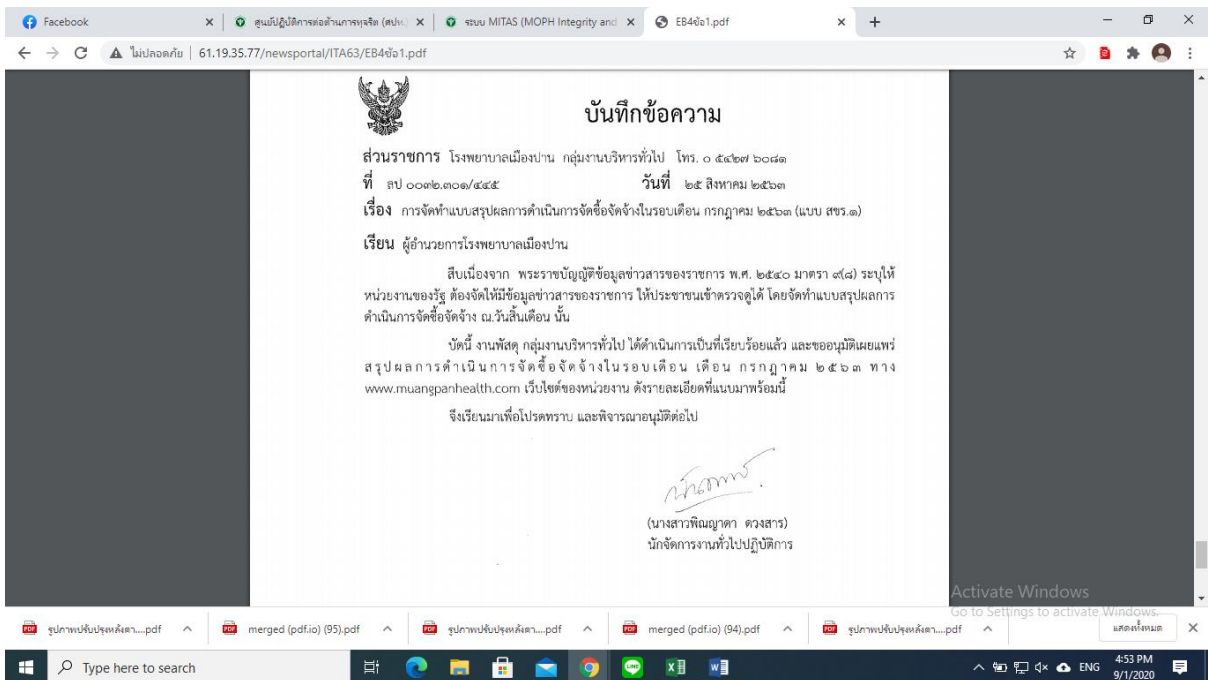 Facebook
ศูนย์ปฏิบัติการต่อต้านการทุจริต (ศปท.)
ระบบ MITAS (MOPH Integrity and
EB4ข้อ1.pdf
ไม่ปลอดภัย
61.19.35.77/newsportal/ITA63/EB4ข้อ1.pdf
บันทึกข้อความ
ส่วนราชการ โรงพยาบาลเมืองปาน กลุ่มงานบริหารทั่วไป โทร. ๐ ๕๔๒๗ ๖๐๘๑
ที่ ลป ๐๐๓๒.๓๐๑/๔๔๕ วันที่ ๒๕ สิงหาคม ๒๕๖๓
เรื่อง การจัดทำแบบสรุปผลการดำเนินการจัดซื้อจัดจ้างในรอบเดือน กรกฎาคม ๒๕๖๓ (แบบ สขร.๑)
เรียน ผู้อำนวยการโรงพยาบาลเมืองปาน
สืบเนื่องจาก พระราชบัญญัติข้อมูลข่าวสารของราชการ พ.ศ. ๒๕๔๐ มาตรา ๙(๘) ระบุให้
หน่วยงานของรัฐ ต้องจัดให้มีข้อมูลข่าวสารของราชการ ให้ประชาชนเข้าตรวจดูได้ โดยจัดทำแบบสรุปผลการ
ดำเนินการจัดซื้อจัดจ้าง ณ.วันสิ้นเดือน นั้น
บัดนี้ งานพัสดุ กลุ่มงานบริหารทั่วไป ได้ดำเนินการเป็นที่เรียบร้อยแล้ว และขออนุมัติเผยแพร่
สรุปผลการดำเนินการจัดซื้อจัดจ้างในรอบเดือน เดือน กรกฎาคม ๒๕๖๓ ทาง
www.muangpanhealth.com เว็บไซต์ของหน่วยงาน ดังรายละเอียดที่แนบมาพร้อมนี้
จึงเรียนมาเพื่อโปรดทราบ และพิจารณาอนุมัติต่อไป
(นางสาวพิณญาดา ดวงสาร)
นักจัดการงานทั่วไปปฏิบัติการ
Activate Windows
Go to Settings to activate Windows.
รูปภาพปรับปรุงหลังคา....pdf
merged (pdf.io) (95).pdf
รูปภาพปรับปรุงหลังคา....pdf
merged (pdf.io) (94).pdf
รูปภาพปรับปรุงหลังคา....pdf
แสดงทั้งหมด
Type here to search
ENG
4:53 PM
9/1/2020